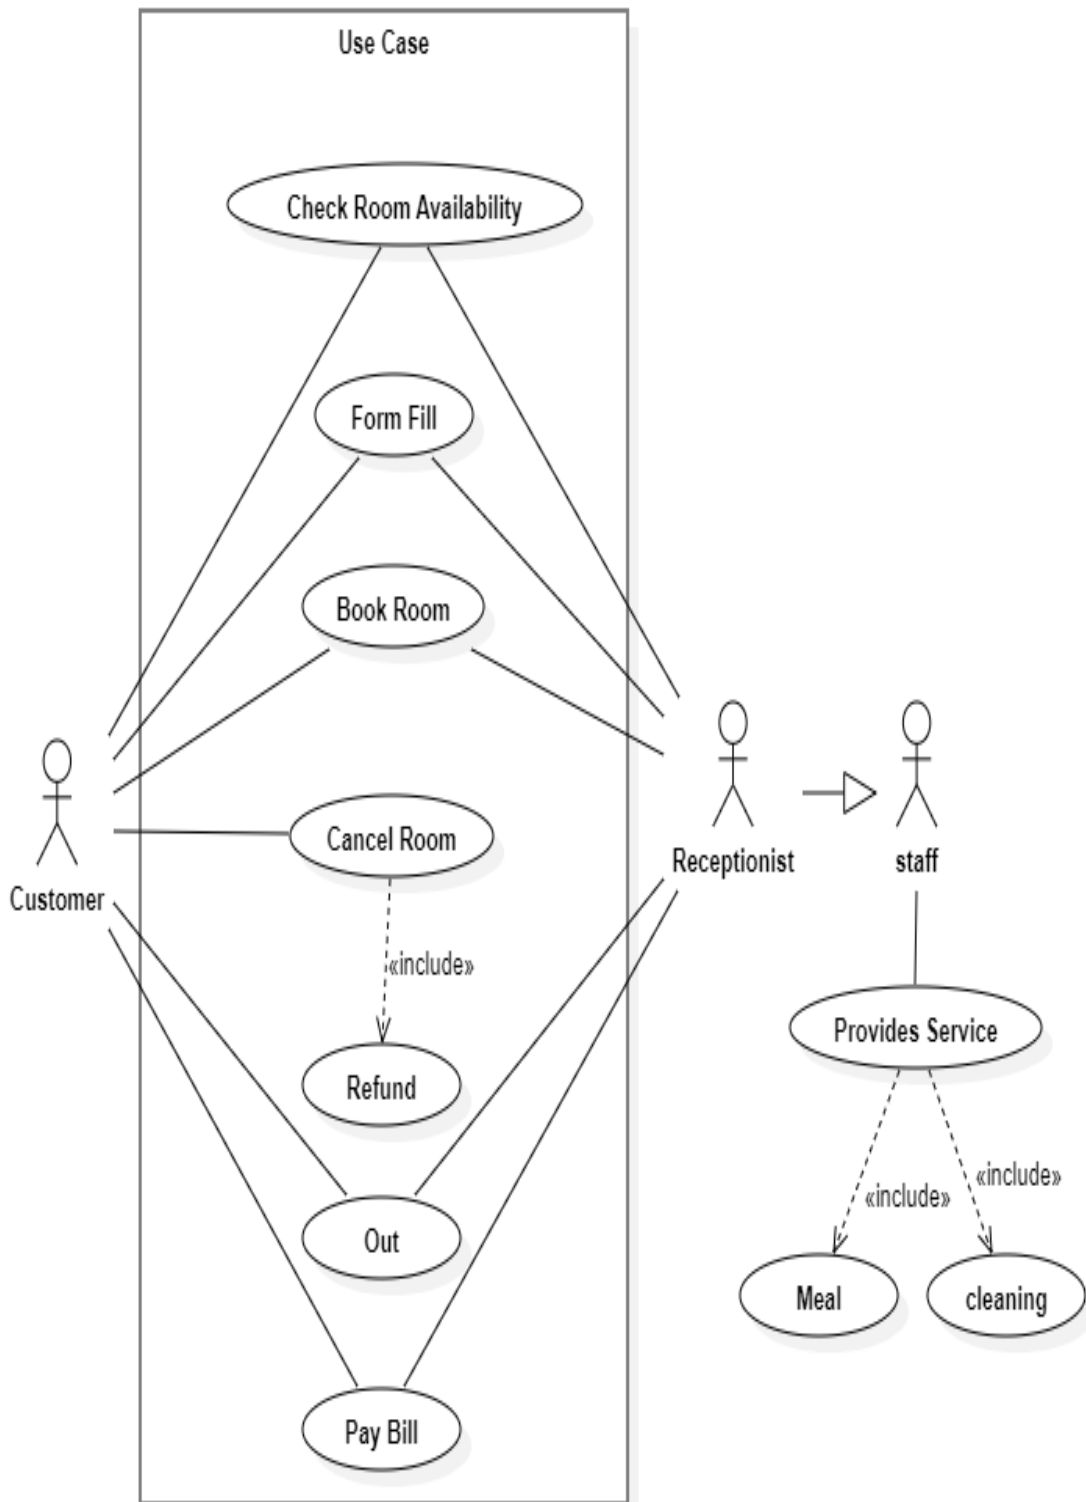 Use Case
Check Room Availability
Form Fill
Book Room
Cancel Room
Customer
Receptionist
staff
«include»
Provides Service
Refund
«include»
«include»
Out
Meal
cleaning
Pay Bill